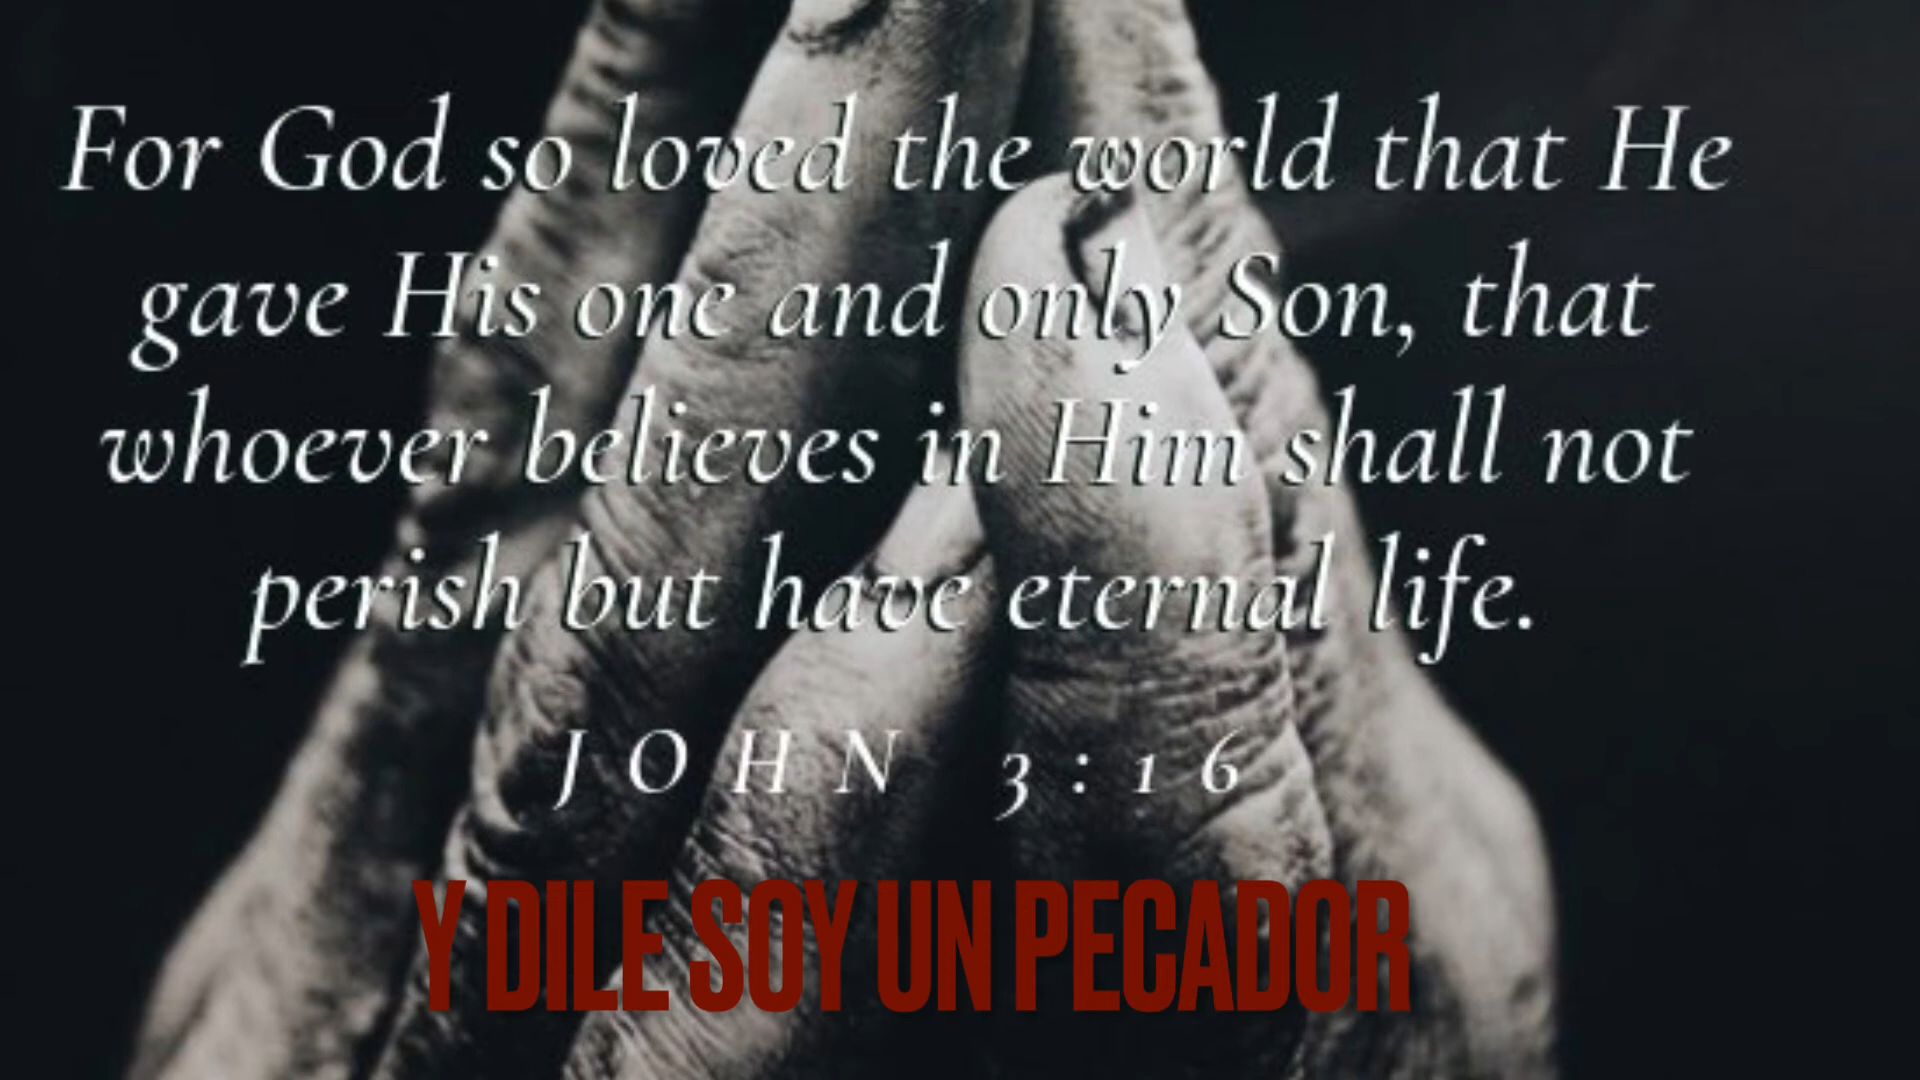 For God so loved the world that He
gave His one and only Son, that
whoever believes in Him shall not
perish but have eternal life.
JOHN 3:16
Y DILE SOY UN PECADOR